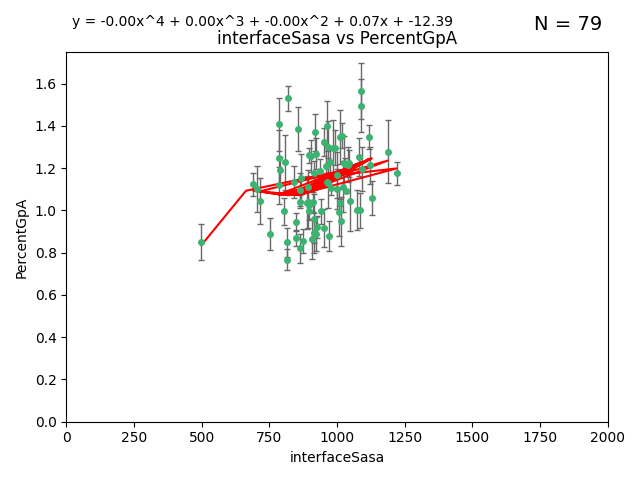 y = -0.00x^4 + 0.00x^3 + -0.00x^2 + 0.07x + -12.39
N = 79
interfaceSasa vs PercentGpA
PercentGpA
1.6
1.4
1.2
1.0
0.8
0.6
0.4
0.2
0.0
0 250 500 750 1000 1250 1500 1750 2000
interfaceSasa